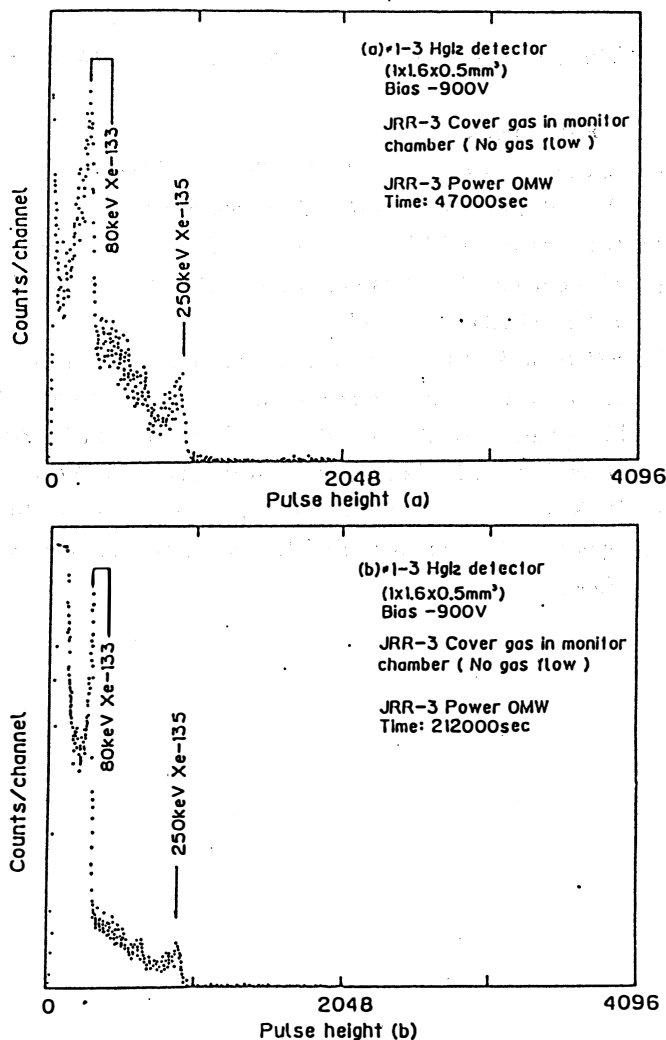 (a)#1-3 HgI2 detector
(1x1.6x0.5mm³)
Bias -900V
JRR-3 Cover gas in monitor
chamber ( No gas flow )
JRR-3 Power 0MW
Time: 47000sec
80keV Xe-133
250keV Xe-135
Counts/channel
0
2048
4096
Pulse height (a)
(b)#1-3 HgI2 detector
(1x1.6x0.5mm³)
Bias -900V
JRR-3 Cover gas in monitor
chamber ( No gas flow )
JRR-3 Power 0MW
Time: 212000sec
80keV Xe-133
250keV Xe-135
Counts/channel
0
2048
4096
Pulse height (b)